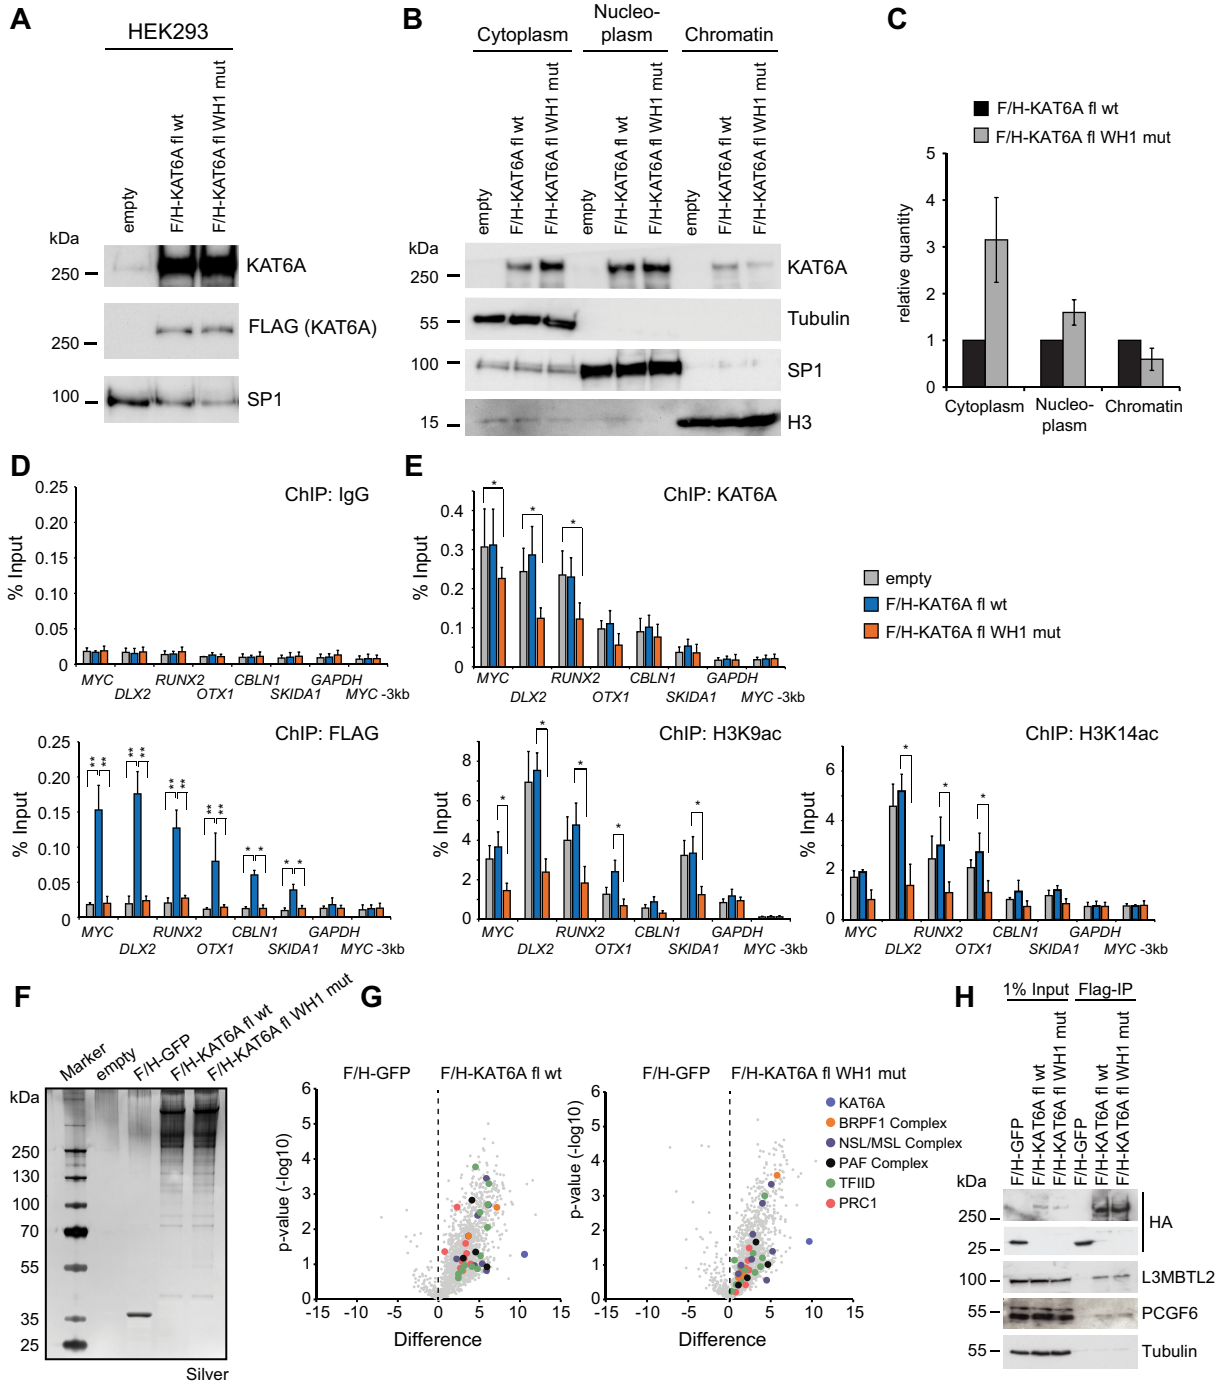 A
HEK293
empty
F/H-KAT6A fl wt
F/H-KAT6A fl WH1 mut
kDa
250
KAT6A
250
FLAG (KAT6A)
100
SP1
B
Cytoplasm
Nucleo-
plasm
Chromatin
empty
F/H-KAT6A fl wt
F/H-KAT6A fl WH1 mut
empty
F/H-KAT6A fl wt
F/H-KAT6A fl WH1 mut
empty
F/H-KAT6A fl wt
F/H-KAT6A fl WH1 mut
kDa
250
KAT6A
55
Tubulin
100
SP1
15
H3
C
F/H-KAT6A fl wt
F/H-KAT6A fl WH1 mut
relative quantity
5
4
3
2
1
0
Cytoplasm
Nucleo-
plasm
Chromatin
D
ChIP: IgG
% Input
0.25
0.20
0.15
0.10
0.05
0
MYC
DLX2
RUNX2
OTX1
CBLN1
SKIDA1
GAPDH
MYC -3kb
ChIP: FLAG
% Input
0.25
0.20
0.15
0.10
0.05
0
** **
** **
** **
** **
* *
* *
MYC
DLX2
RUNX2
OTX1
CBLN1
SKIDA1
GAPDH
MYC -3kb
E
ChIP: KAT6A
% Input
0.4
0.3
0.2
0.1
0
*
*
*
MYC
DLX2
RUNX2
OTX1
CBLN1
SKIDA1
GAPDH
MYC -3kb
empty
F/H-KAT6A fl wt
F/H-KAT6A fl WH1 mut
ChIP: H3K9ac
% Input
8
6
4
2
0
*
*
*
*
*
MYC
DLX2
RUNX2
OTX1
CBLN1
SKIDA1
GAPDH
MYC -3kb
ChIP: H3K14ac
% Input
6
4
2
0
*
*
*
MYC
DLX2
RUNX2
OTX1
CBLN1
SKIDA1
GAPDH
MYC -3kb
F
Marker
empty
F/H-GFP
F/H-KAT6A fl wt
F/H-KAT6A fl WH1 mut
kDa
250
130
100
70
55
35
25
Silver
G
F/H-GFP
F/H-KAT6A fl wt
p-value (-log10)
6
5
4
3
2
1
0
-15
-10
-5
0
5
10
15
Difference
F/H-GFP
F/H-KAT6A fl WH1 mut
p-value (-log10)
6
5
4
3
2
1
0
-15
-10
-5
0
5
10
15
Difference
KAT6A
BRPF1 Complex
NSL/MSL Complex
PAF Complex
TFIID
PRC1
H
1% Input
Flag-IP
F/H-GFP
F/H-KAT6A fl wt
F/H-KAT6A fl WH1 mut
F/H-GFP
F/H-KAT6A fl wt
F/H-KAT6A fl WH1 mut
kDa
250
25
HA
100
L3MBTL2
55
PCGF6
55
Tubulin